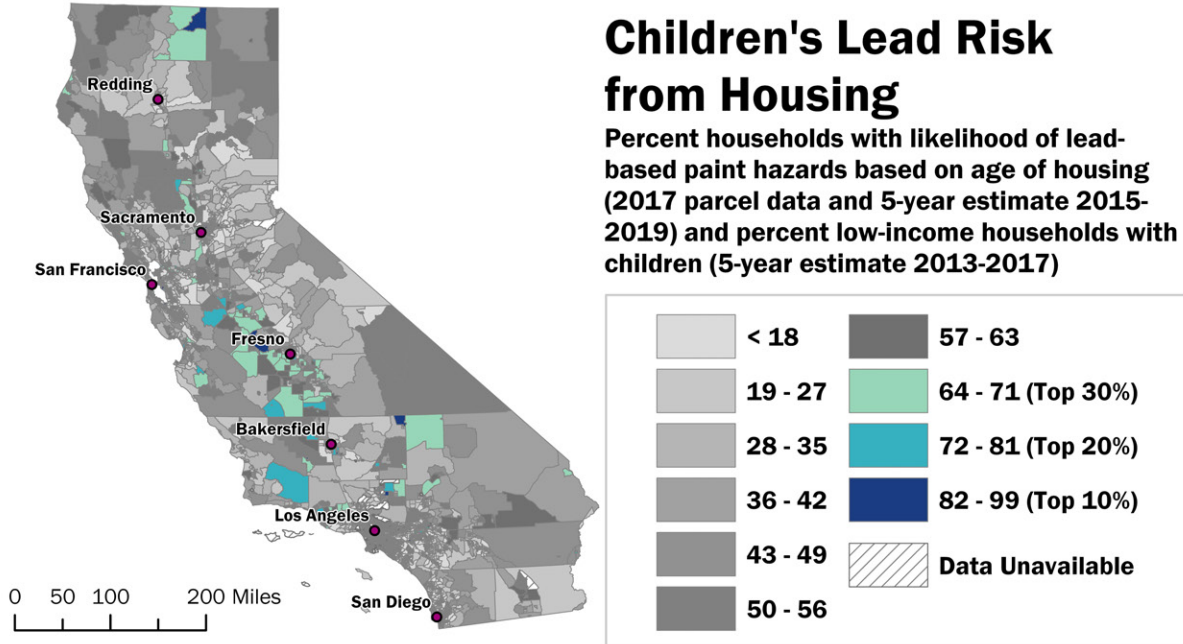 Children's Lead Risk
from Housing
Percent households with likelihood of lead-
based paint hazards based on age of housing
(2017 parcel data and 5-year estimate 2015-
2019) and percent low-income households with
children (5-year estimate 2013-2017)
Redding
Sacramento
San Francisco
Fresno
Bakersfield
Los Angeles
San Diego
0 50 100 200 Miles
< 18
19 - 27
28 - 35
36 - 42
43 - 49
50 - 56
57 - 63
64 - 71 (Top 30%)
72 - 81 (Top 20%)
82 - 99 (Top 10%)
Data Unavailable